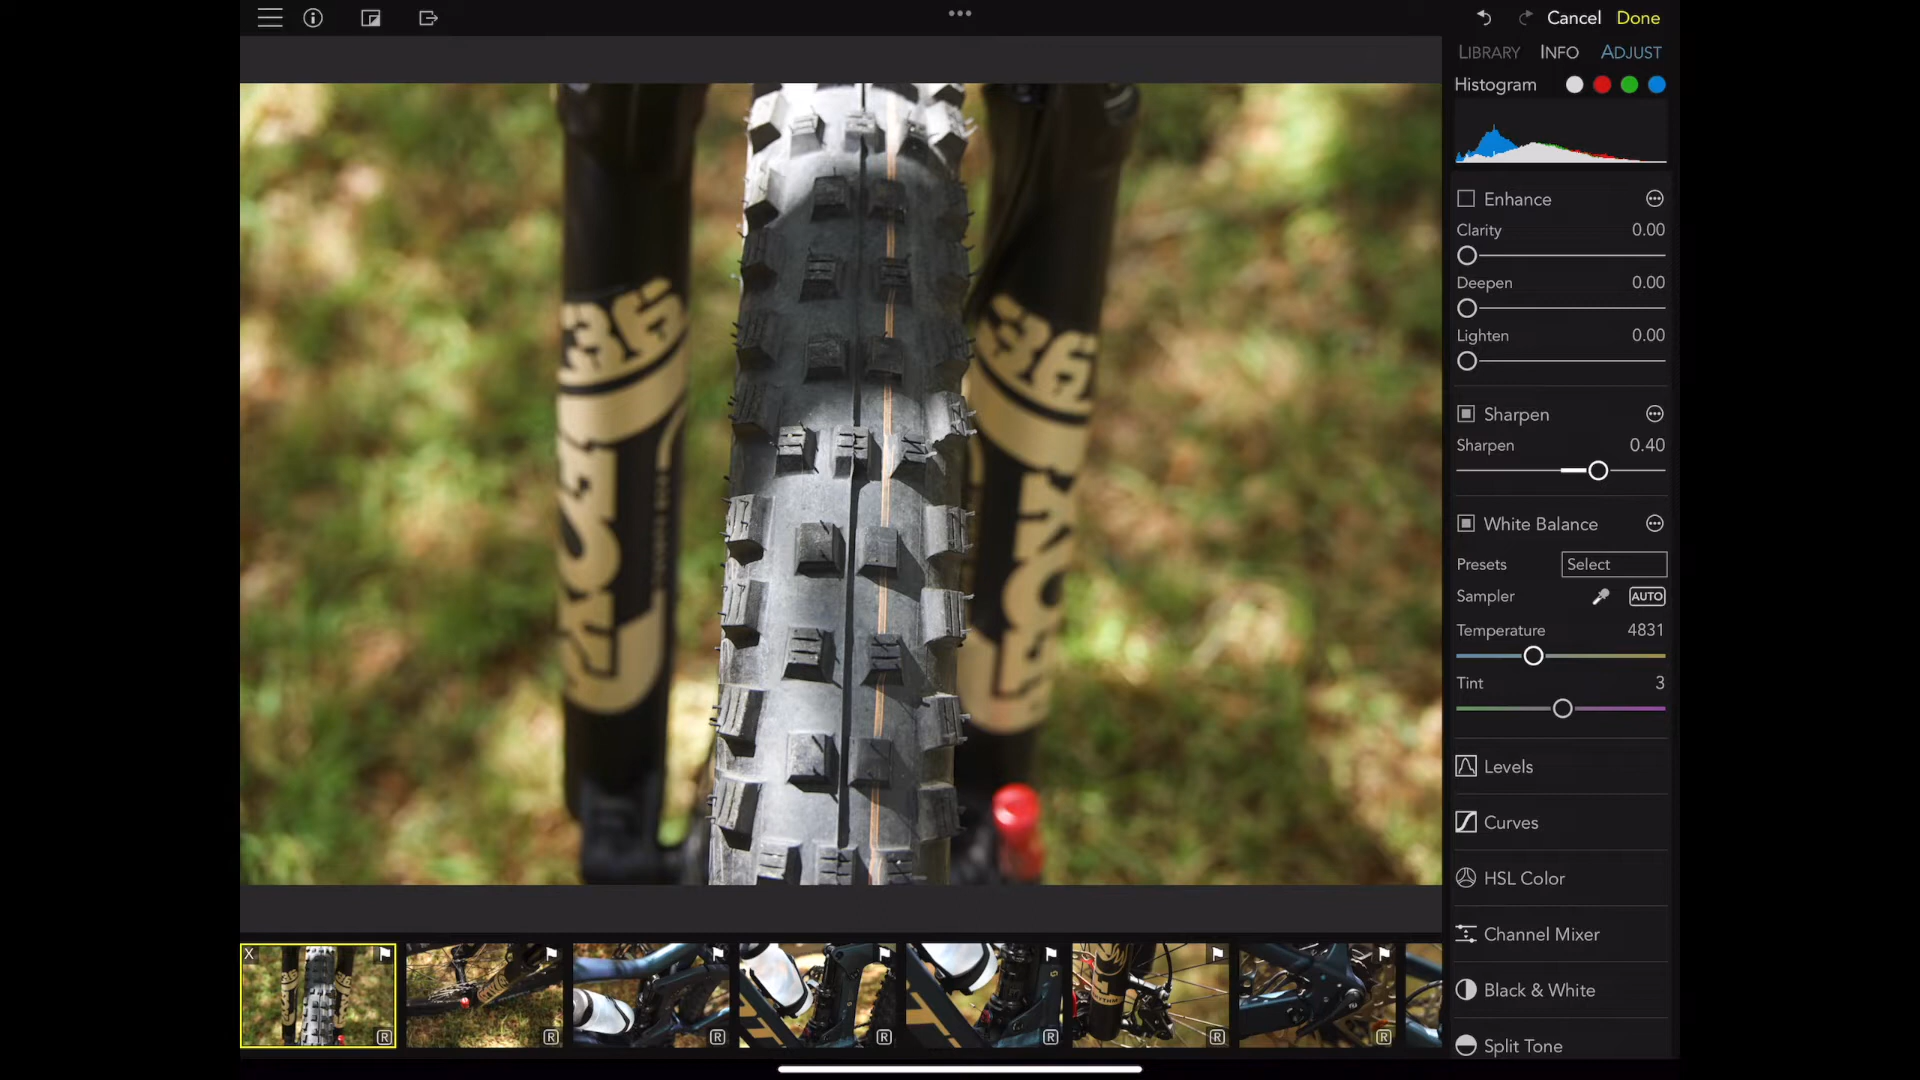 Cancel Done
LIBRARY INFO ADJUST
Histogram
Enhance
Clarity 0.00
Deepen 0.00
Lighten 0.00
Sharpen
Sharpen 0.40
White Balance
Presets Select
Sampler AUTO
Temperature 4831
Tint 3
Levels
Curves
HSL Color
Channel Mixer
Black & White
Split Tone
36
36
FOX
FOX
X
R
R
R
R
R
R
R